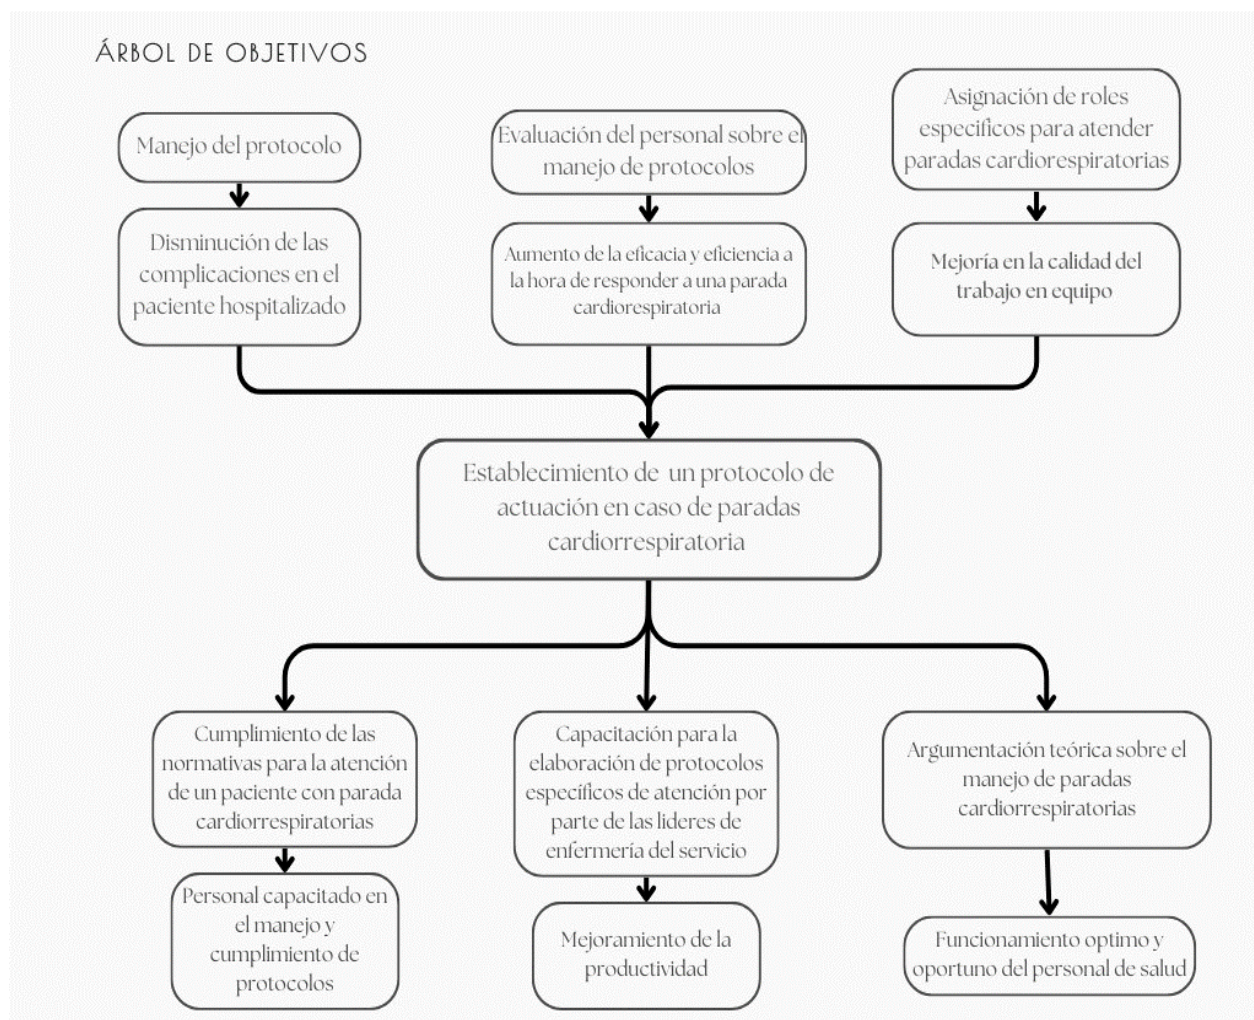 ÁRBOL DE OBJETIVOS
Manejo del protocolo
Evaluación del personal sobre el
manejo de protocolos
Asignación de roles
especificos para atender
paradas cardiorespiratorias
Disminución de las
complicaciones en el
paciente hospitalizado
Aumento de la eficacia y eficiencia a
la hora de responder a una parada
cardiorespiratoria
Mejoría en la calidad del
trabajo en equipo
Establecimiento de un protocolo de
actuación en caso de paradas
cardiorrespiratoria
Cumplimiento de las
normativas para la atención
de un paciente con parada
cardiorrespiratorias
Capacitación para la
elaboración de protocolos
específicos de atención por
parte de las lideres de
enfermería del servicio
Argumentación teórica sobre el
manejo de paradas
cardiorrespiratorias
Personal capacitado en
el manejo y
cumplimiento de
protocolos
Mejoramiento de la
productividad
Funcionamiento optimo y
oportuno del personal de salud